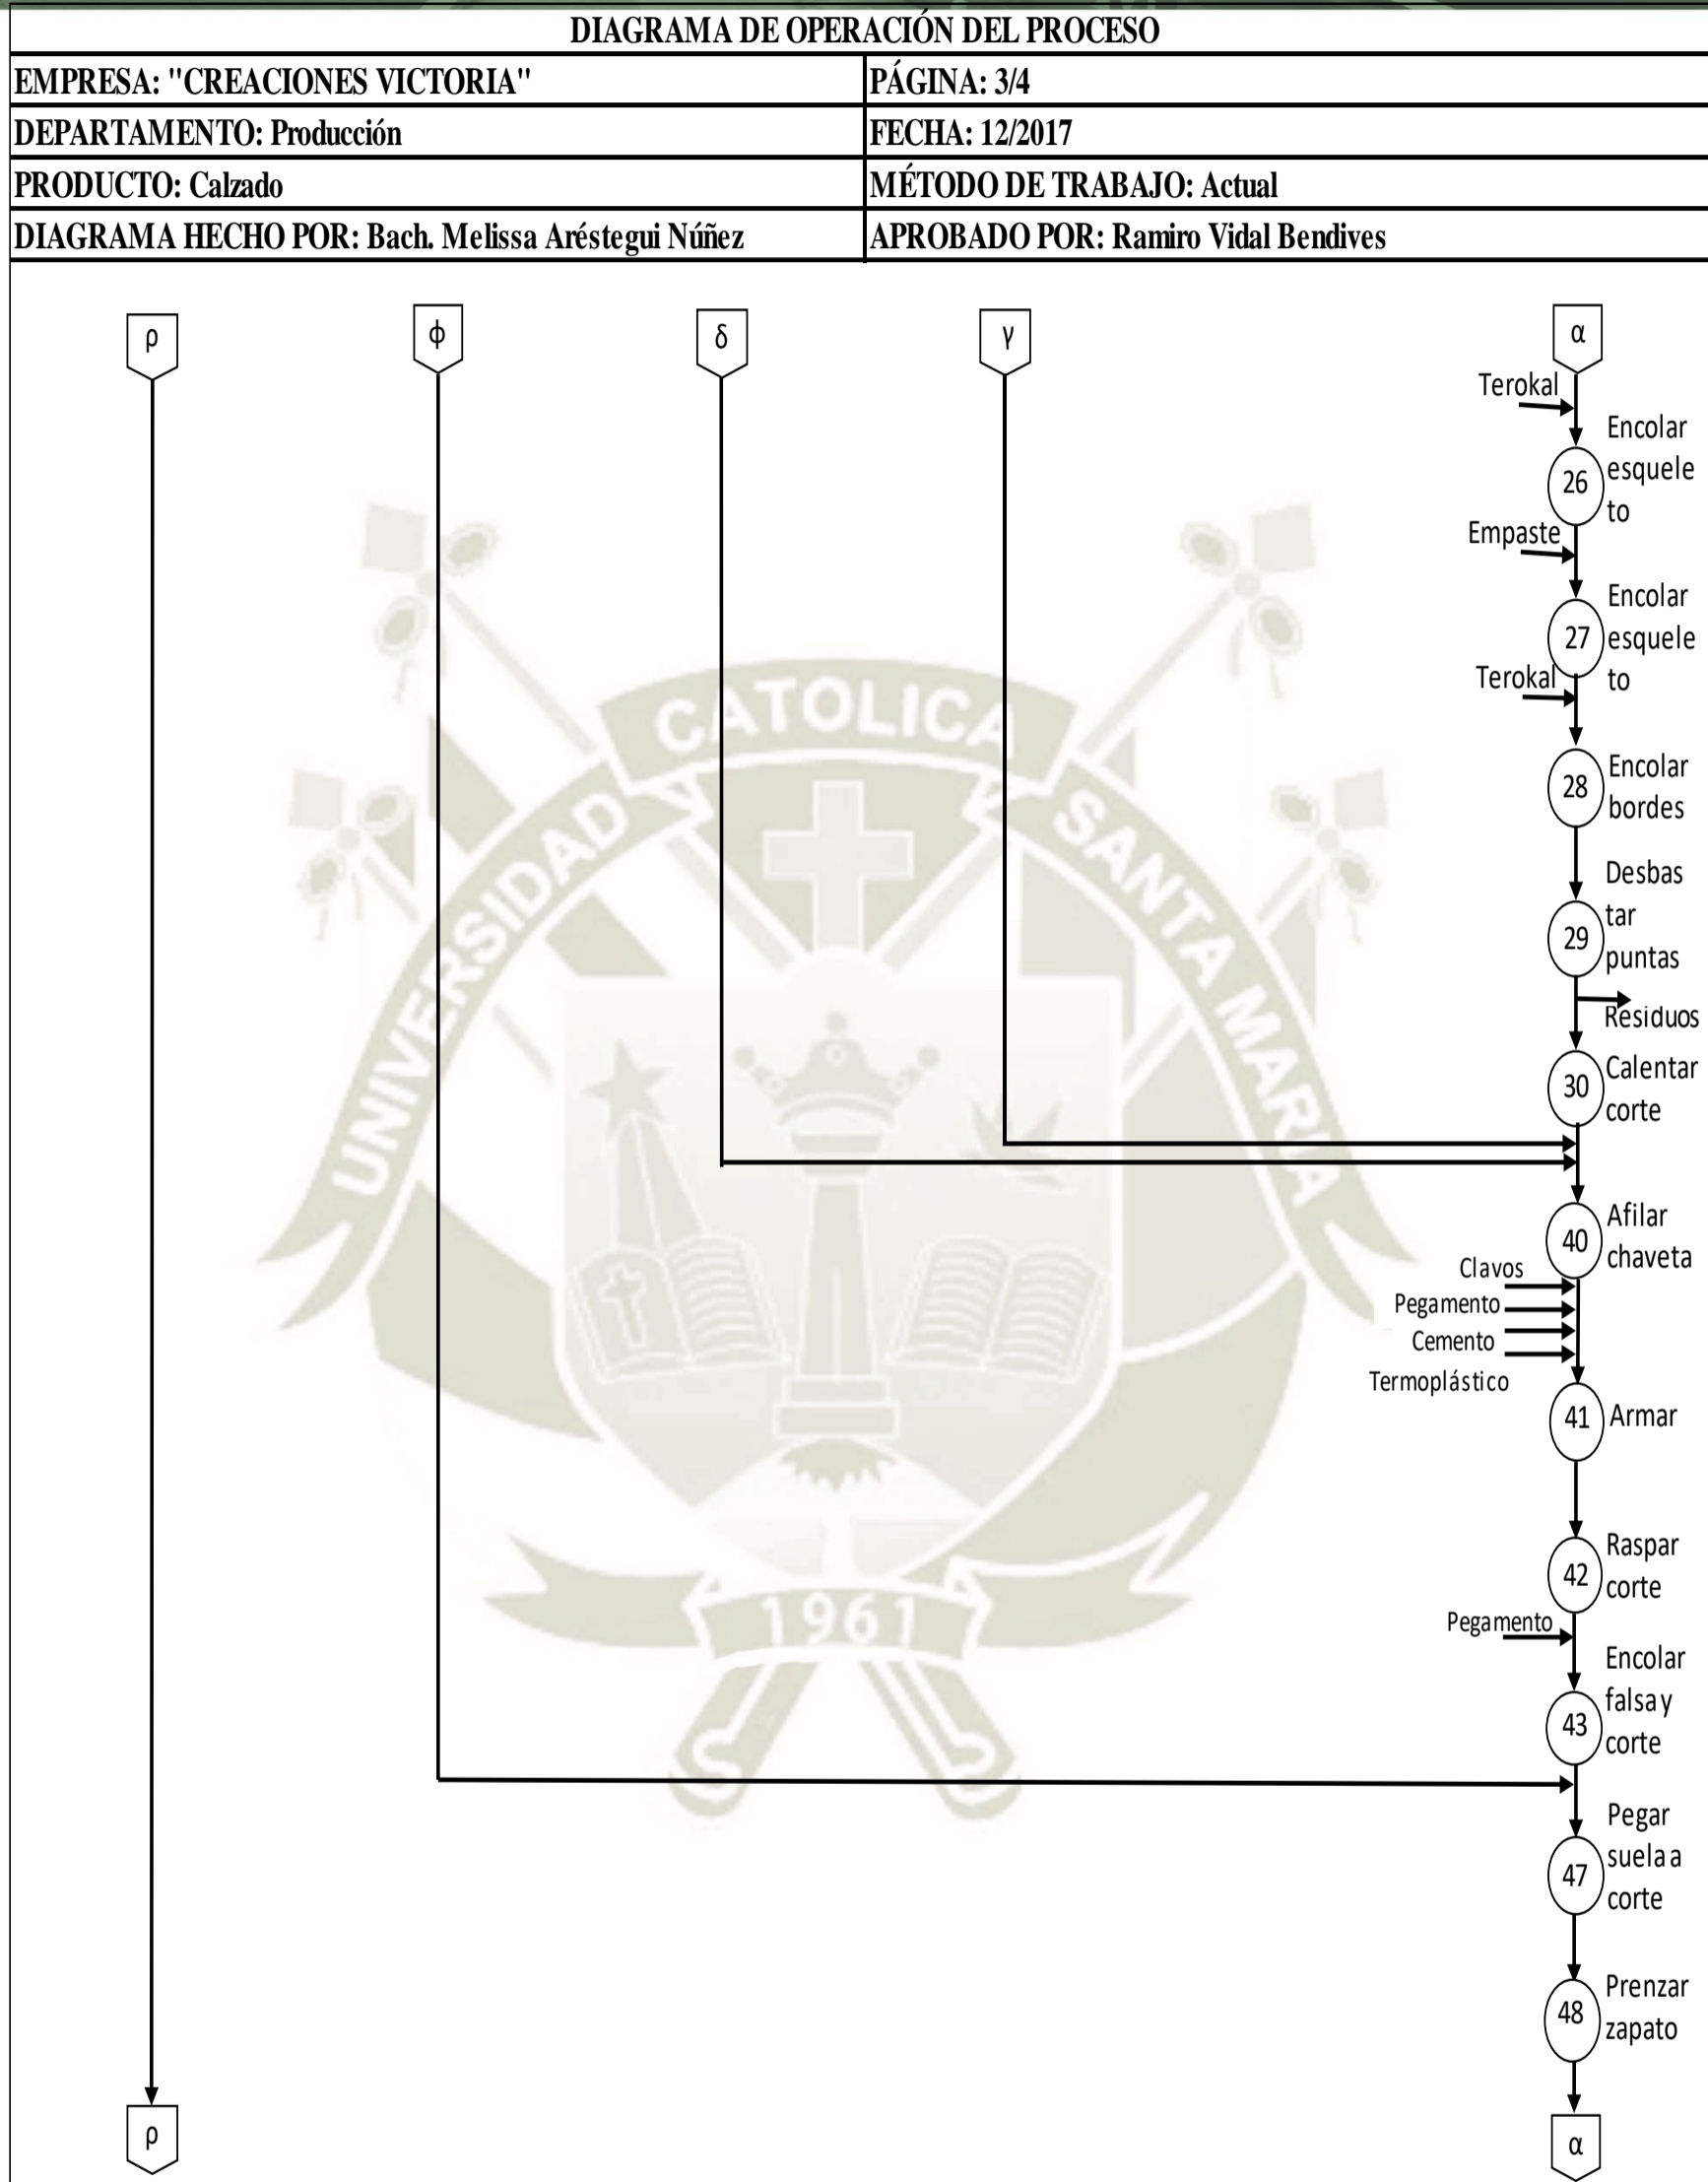 DIAGRAMA DE OPERACIÓN DEL PROCESO
EMPRESA: "CREACIONES VICTORIA"
PÁGINA: 3/4
DEPARTAMENTO: Producción
FECHA: 12/2017
PRODUCTO: Calzado
MÉTODO DE TRABAJO: Actual
DIAGRAMA HECHO POR: Bach. Melissa Aréstegui Núñez
APROBADO POR: Ramiro Vidal Bendives
ρ
φ
δ
γ
α
Terokal
26
Encolar
esquele
to
Empaste
27
Encolar
esquele
to
Terokal
28
Encolar
bordes
29
Desbas
tar
puntas
Residuos
30
Calentar
corte
40
Afilar
chaveta
Clavos
Pegamento
Cemento
Termoplástico
41
Armar
42
Raspar
corte
Pegamento
43
Encolar
falsa y
corte
47
Pegar
suela a
corte
48
Prenzar
zapato
ρ
α
UNIVERSIDAD
CATOLICA
SANTA MARIA
1961